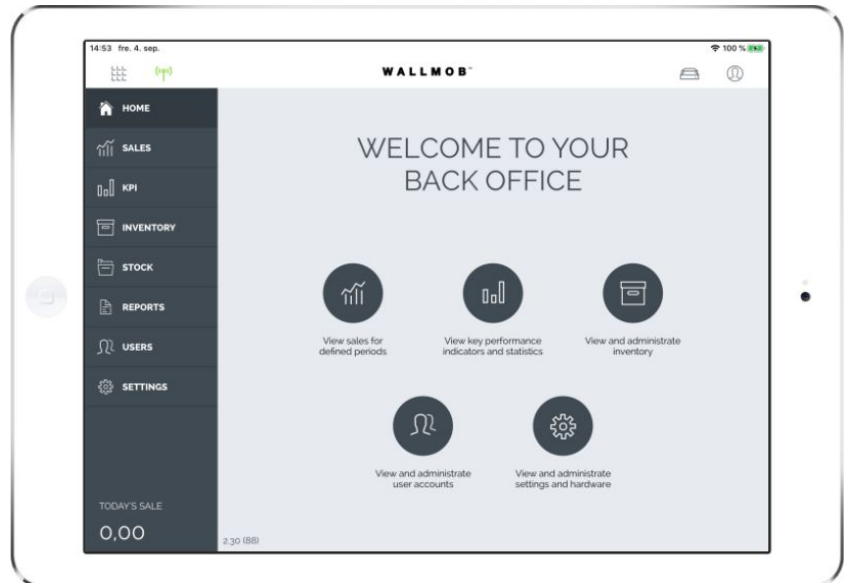 14:53 fre. 4. sep.
100 %
WALLMOB™
HOME
SALES
KPI
INVENTORY
STOCK
REPORTS
USERS
SETTINGS
TODAY'S SALE
0,00
WELCOME TO YOUR
BACK OFFICE
View sales for
defined periods
View key performance
indicators and statistics
View and administrate
inventory
View and administrate
user accounts
View and administrate
settings and hardware
2.30 (88)